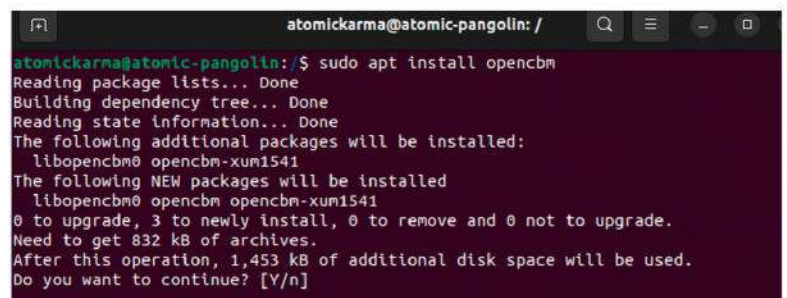 atomickarma@atomic-pangolin: /
atomickarma@atomic-pangolin:/$ sudo apt install opencbm
Reading package lists... Done
Building dependency tree... Done
Reading state information... Done
The following additional packages will be installed:
  libopencbm0 opencbm-xum1541
The following NEW packages will be installed
  libopencbm0 opencbm opencbm-xum1541
0 to upgrade, 3 to newly install, 0 to remove and 0 not to upgrade.
Need to get 832 kB of archives.
After this operation, 1,453 kB of additional disk space will be used.
Do you want to continue? [Y/n]